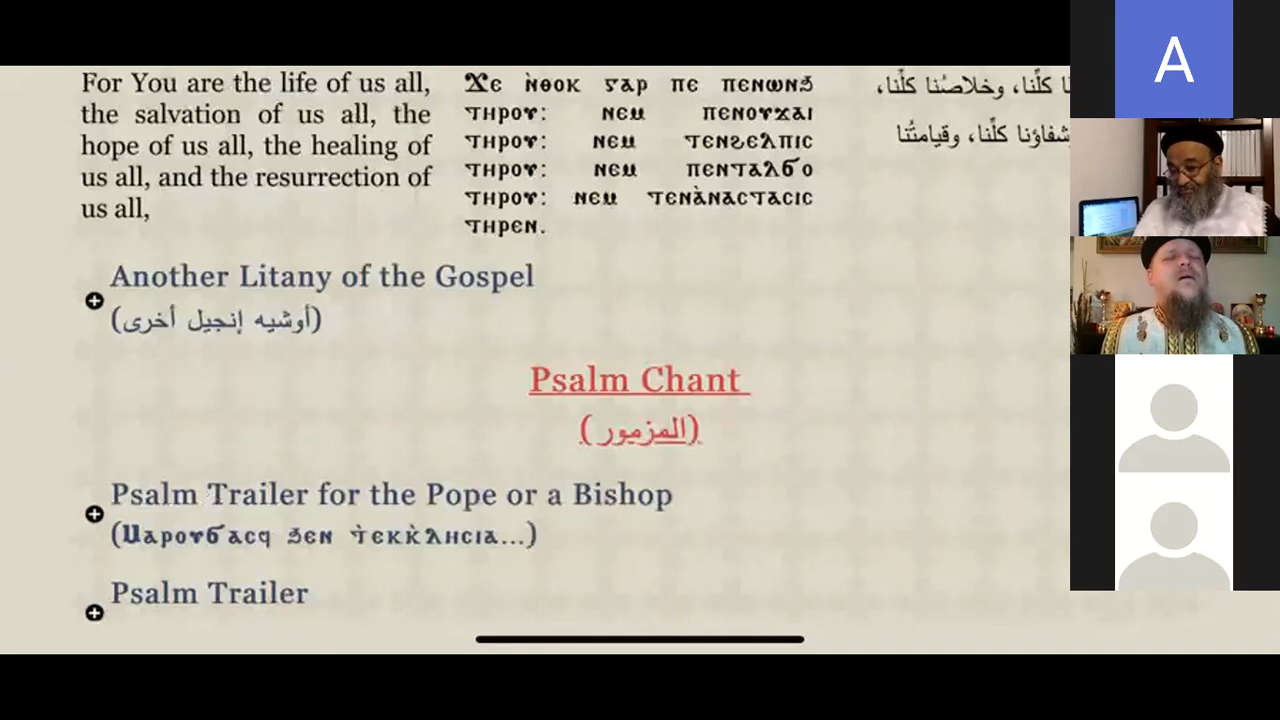 For You are the life of us all,
the salvation of us all, the
hope of us all, the healing of
us all, and the resurrection of
us all,
Ϫⲉ ⲛ̀ⲑⲟⲕ ⲅⲁⲣ ⲡⲉ ⲡⲉⲛⲱⲛϧ
ⲧⲏⲣⲟⲩ: ⲛⲉⲙ ⲡⲉⲛⲟⲩϫⲁⲓ
ⲧⲏⲣⲟⲩ: ⲛⲉⲙ ⲧⲉⲛϩⲉⲗⲡⲓⲥ
ⲧⲏⲣⲟⲩ: ⲛⲉⲙ ⲡⲉⲛⲧⲁⲗϭⲟ
ⲧⲏⲣⲟⲩ: ⲛⲉⲙ ⲧⲉⲛⲁ̀ⲛⲁⲥⲧⲁⲥⲓⲥ
ⲧⲏⲣⲉⲛ.
كلِّنا، وخلاصُنا كلِّنا،
شفاؤنا كلِّنا، وقيامتُنا
Another Litany of the Gospel
(أوشيه إنجيل أخرى)
Psalm Chant
(المزمور)
Psalm Trailer for the Pope or a Bishop
(Ⲙⲁⲣⲟⲩϭⲁⲥϥ ϧⲉⲛ ϯⲉⲕⲕ̀ⲗⲏⲥⲓⲁ...)
Psalm Trailer
A